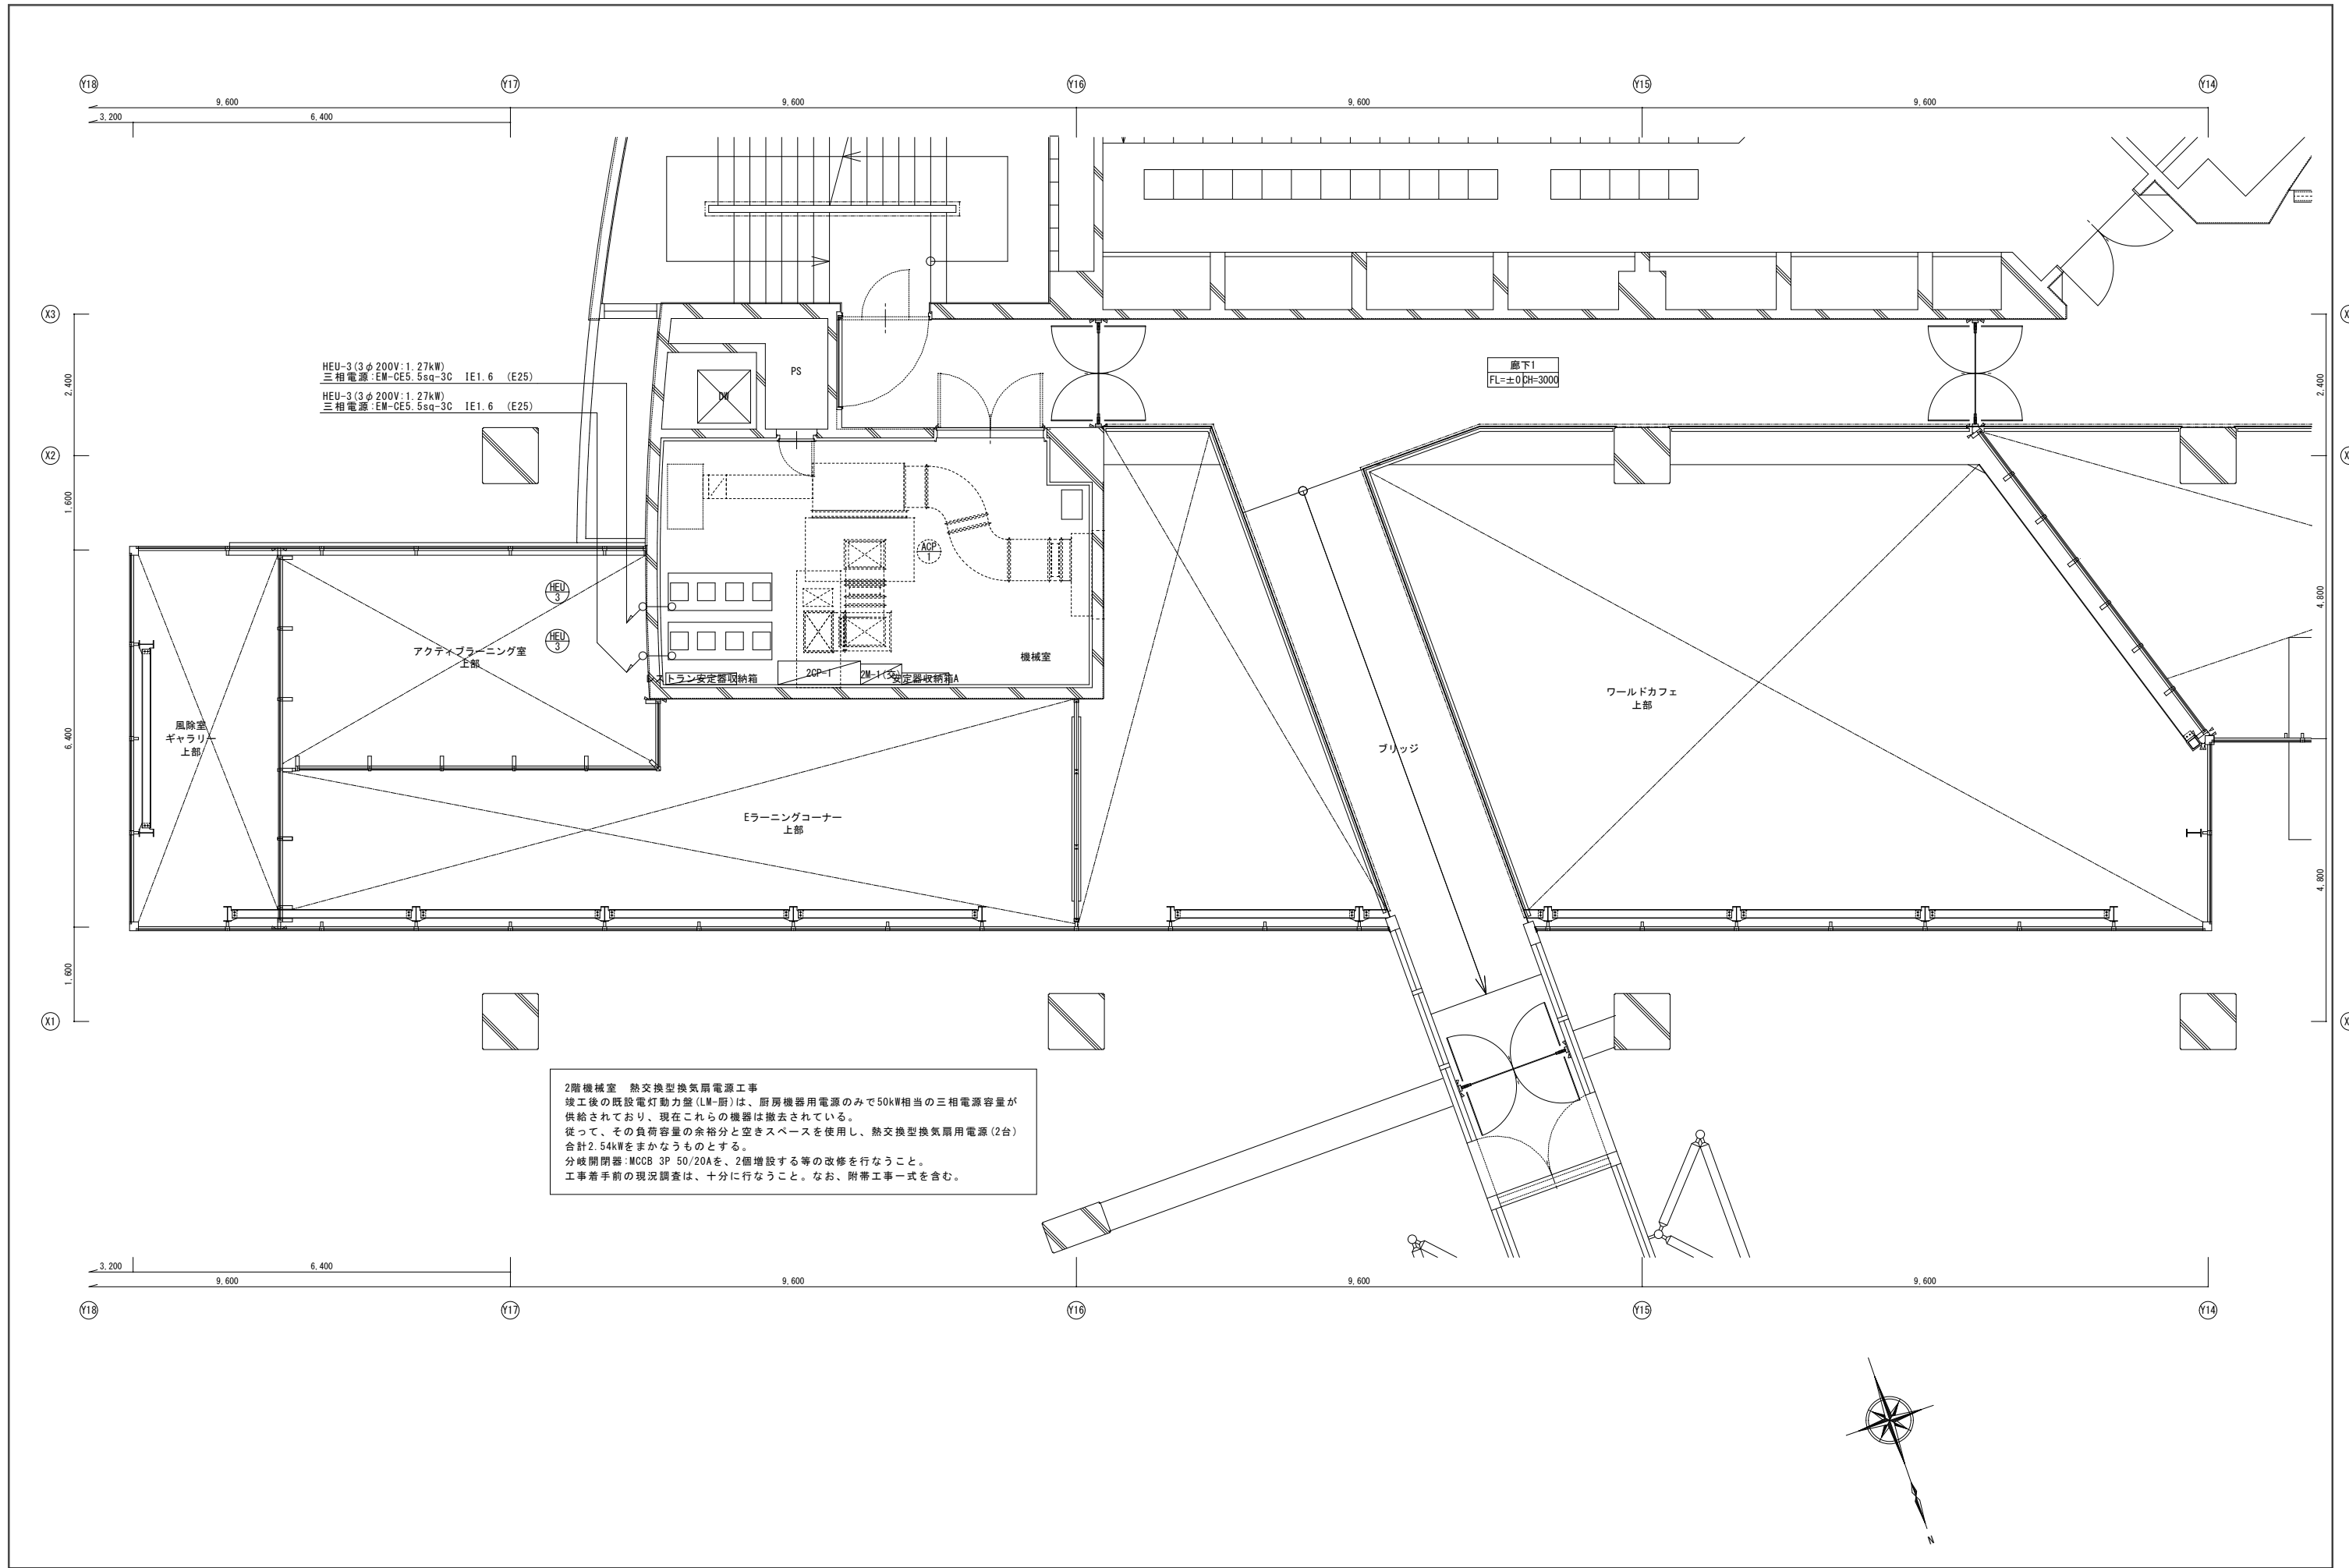 Y18
Y17
Y16
Y15
Y14
9,600
9,600
9,600
9,600
3,200
6,400
X3
X2
X1
2,400
1,600
6,400
1,600
2,400
4,800
4,800
HEU-3(3φ200V:1.27kW)
三相電源:EM-CE5.5sq-3C IE1.6 (E25)
HEU-3(3φ200V:1.27kW)
三相電源:EM-CE5.5sq-3C IE1.6 (E25)
DW
PS
廊下1
FL=±0 CH=3000
ACP
1
HEU
3
HEU
3
機械室
レストラン安定器収納箱
2CP-1
2M-1(交)
安定器収納箱A
アクティブラーニング室
上部
風除室
ギャラリー
上部
Eラーニングコーナー
上部
ブリッジ
ワールドカフェ
上部
2階機械室 熱交換型換気扇電源工事
竣工後の既設電灯動力盤(LM-厨)は、厨房機器用電源のみで50kW相当の三相電源容量が
供給されており、現在これらの機器は撤去されている。
従って、その負荷容量の余裕分と空きスペースを使用し、熱交換型換気扇用電源(2台)
合計2.54kWをまかなうものとする。
分岐開閉器:MCCB 3P 50/20Aを、2個増設する等の改修を行なうこと。
工事着手前の現況調査は、十分に行なうこと。なお、附帯工事一式を含む。
3,200
6,400
9,600
9,600
9,600
9,600
Y18
Y17
Y16
Y15
Y14
N